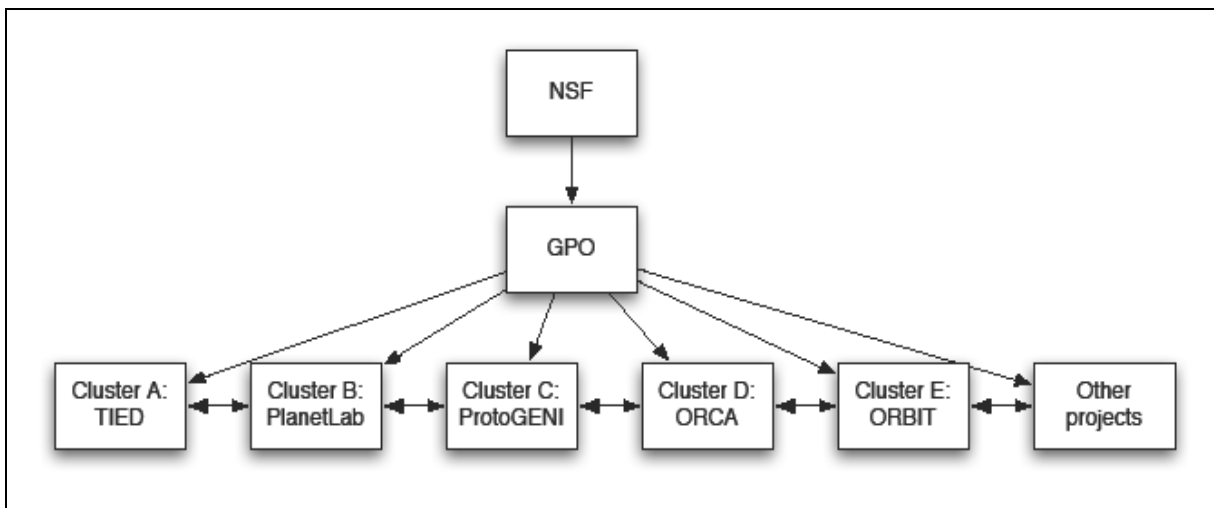 NSF
GPO
Cluster A:
TIED
Cluster B:
PlanetLab
Cluster C:
ProtoGENI
Cluster D:
ORCA
Cluster E:
ORBIT
Other
projects